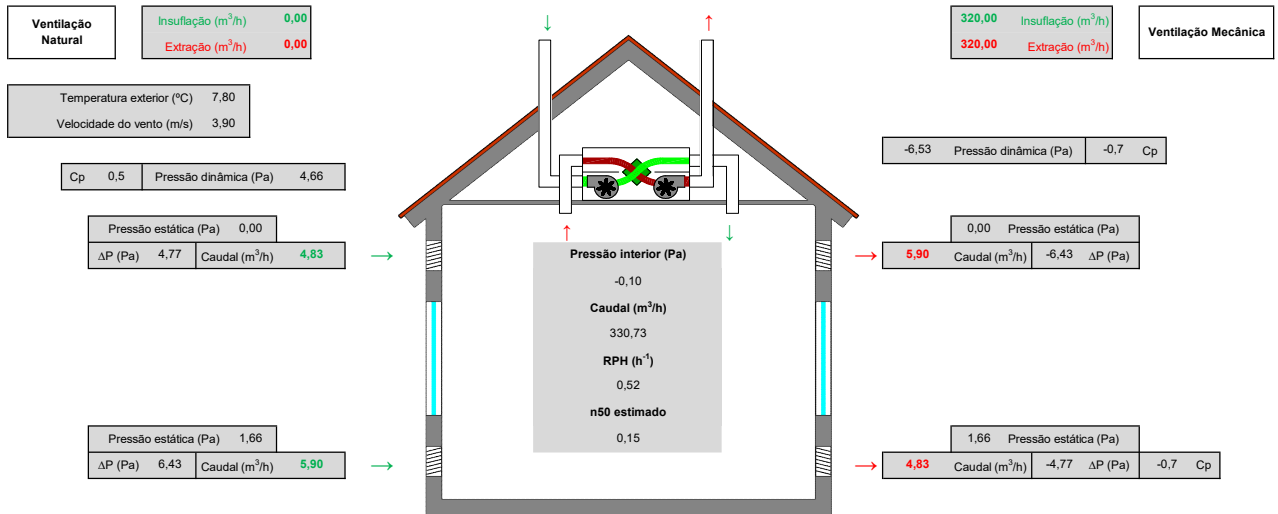 Ventilação
Natural
Insuflação (m³/h) 0,00
Extração (m³/h) 0,00
320,00 Insuflação (m³/h)
320,00 Extração (m³/h)
Ventilação Mecânica
Temperatura exterior (ºC) 7,80
Velocidade do vento (m/s) 3,90
-6,53 Pressão dinâmica (Pa) -0,7 Cp
Cp 0,5 Pressão dinâmica (Pa) 4,66
Pressão estática (Pa) 0,00
ΔP (Pa) 4,77 Caudal (m³/h) 4,83
0,00 Pressão estática (Pa)
5,90 Caudal (m³/h) -6,43 ΔP (Pa)
Pressão interior (Pa)
-0,10
Caudal (m³/h)
330,73
RPH (h⁻¹)
0,52
n50 estimado
0,15
Pressão estática (Pa) 1,66
ΔP (Pa) 6,43 Caudal (m³/h) 5,90
1,66 Pressão estática (Pa)
4,83 Caudal (m³/h) -4,77 ΔP (Pa) -0,7 Cp